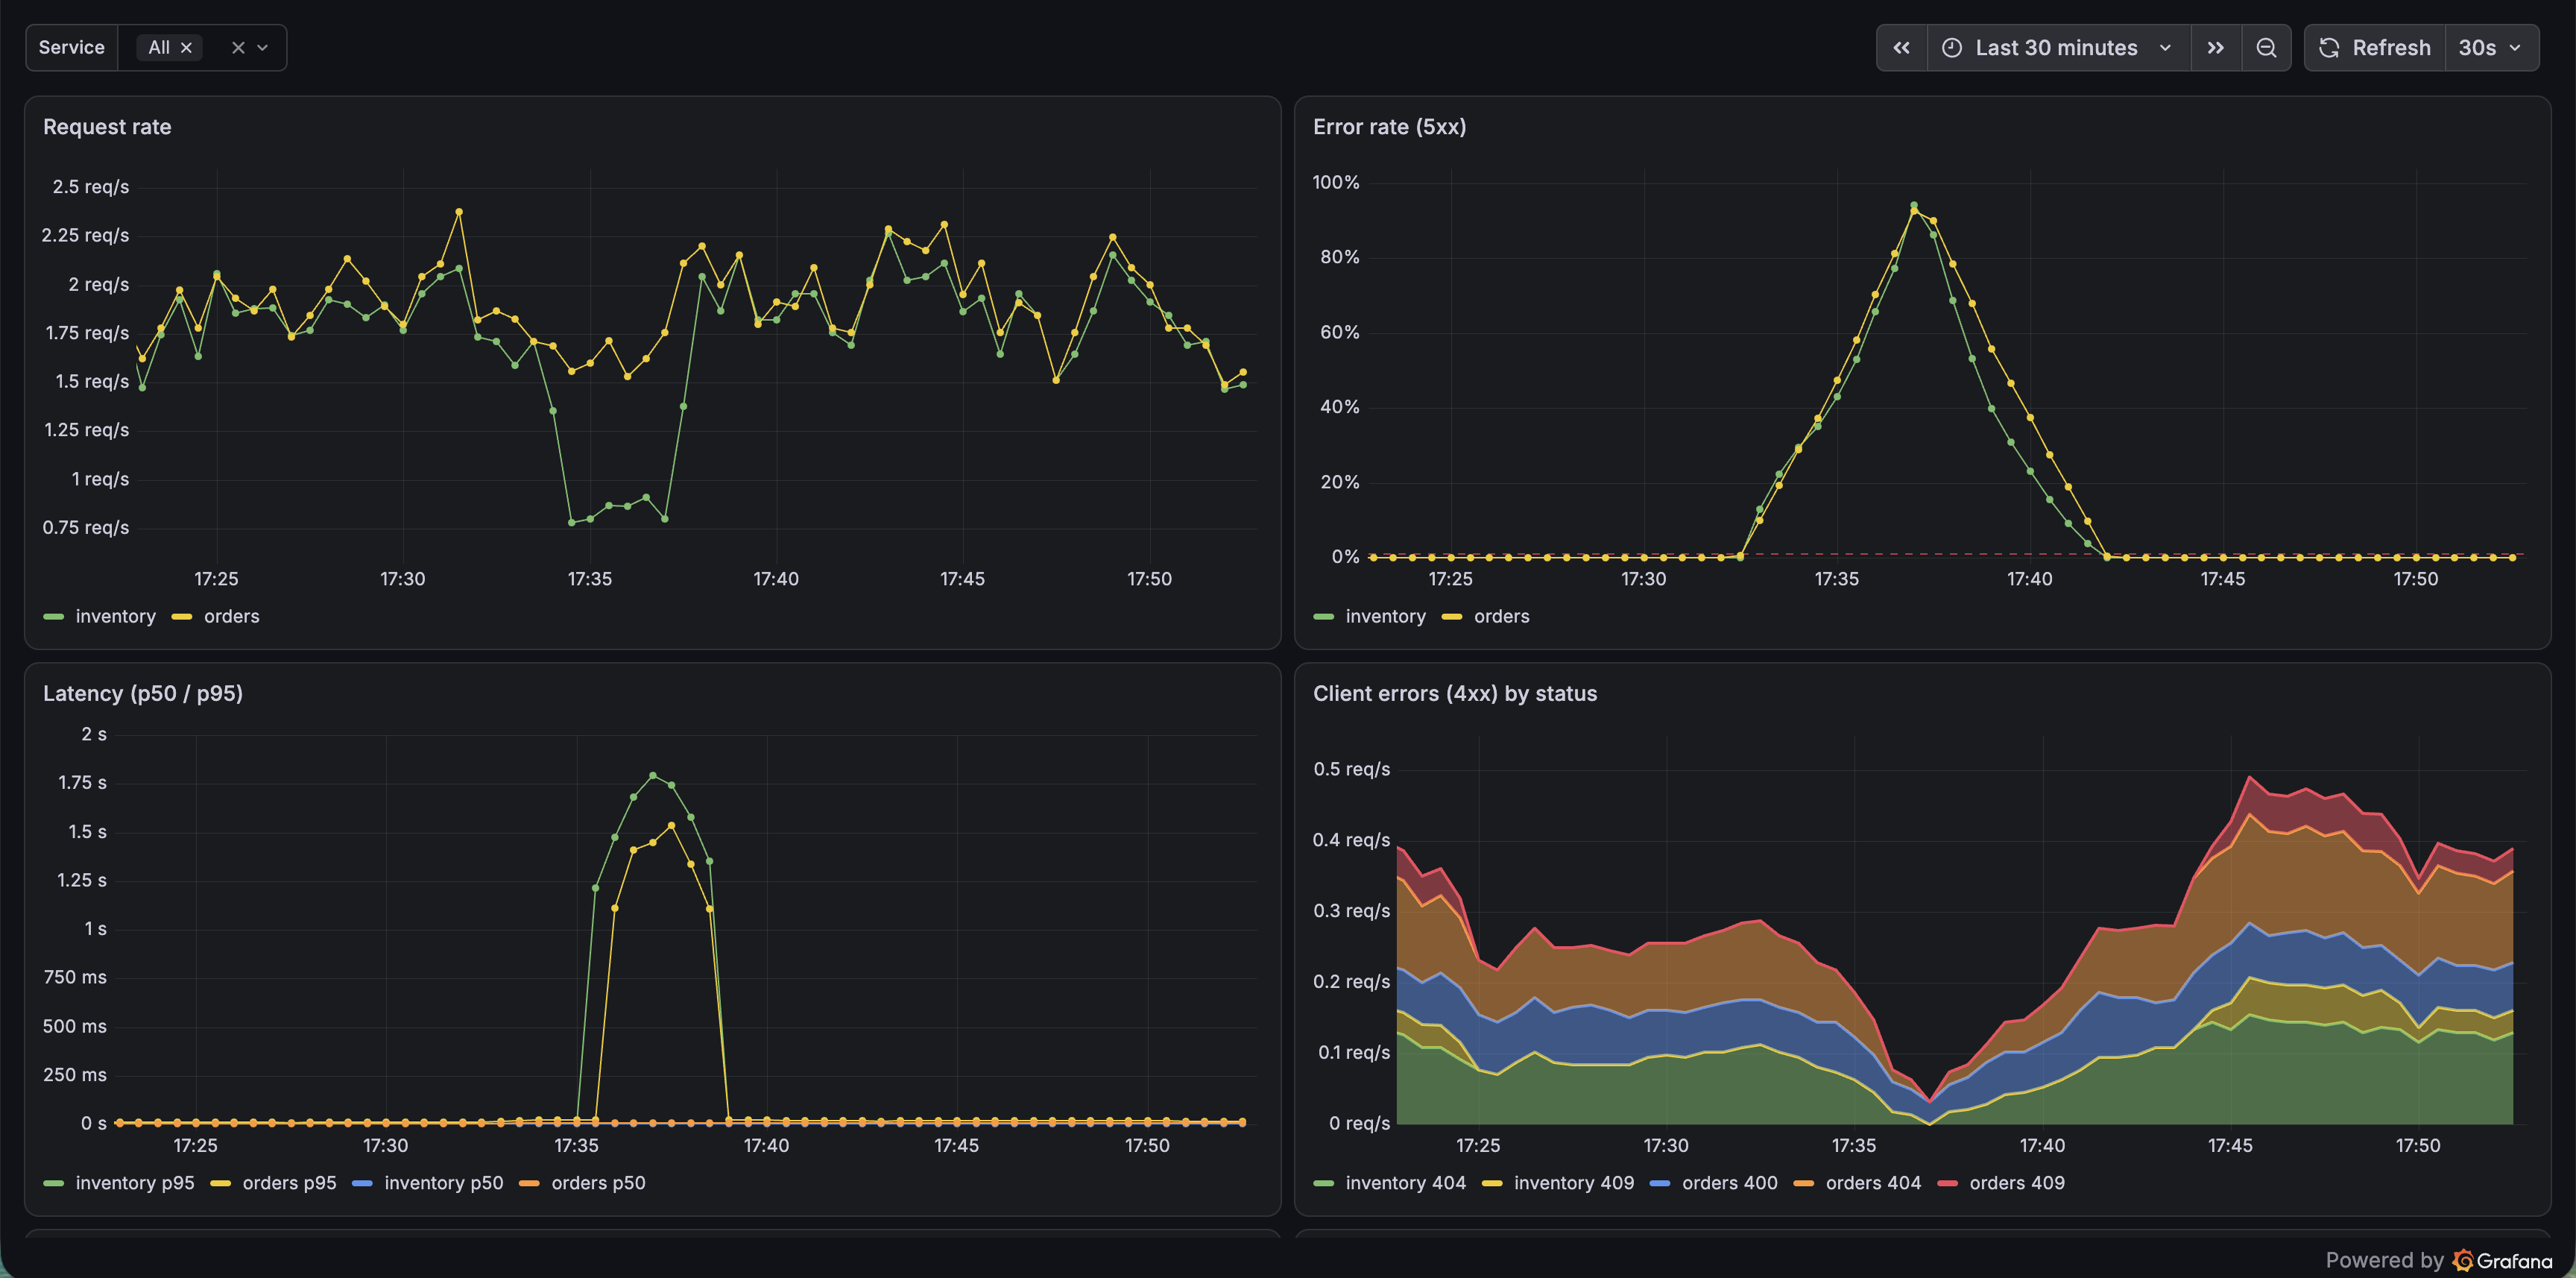 Service All
Last 30 minutes Refresh 30s
Request rate
2.5 req/s
2.25 req/s
2 req/s
1.75 req/s
1.5 req/s
1.25 req/s
1 req/s
0.75 req/s
17:25 17:30 17:35 17:40 17:45 17:50
inventory orders
Error rate (5xx)
100%
80%
60%
40%
20%
0%
17:25 17:30 17:35 17:40 17:45 17:50
inventory orders
Latency (p50 / p95)
2 s
1.75 s
1.5 s
1.25 s
1 s
750 ms
500 ms
250 ms
0 s
17:25 17:30 17:35 17:40 17:45 17:50
inventory p95 orders p95 inventory p50 orders p50
Client errors (4xx) by status
0.5 req/s
0.4 req/s
0.3 req/s
0.2 req/s
0.1 req/s
0 req/s
17:25 17:30 17:35 17:40 17:45 17:50
inventory 404 inventory 409 orders 400 orders 404 orders 409
Powered by Grafana